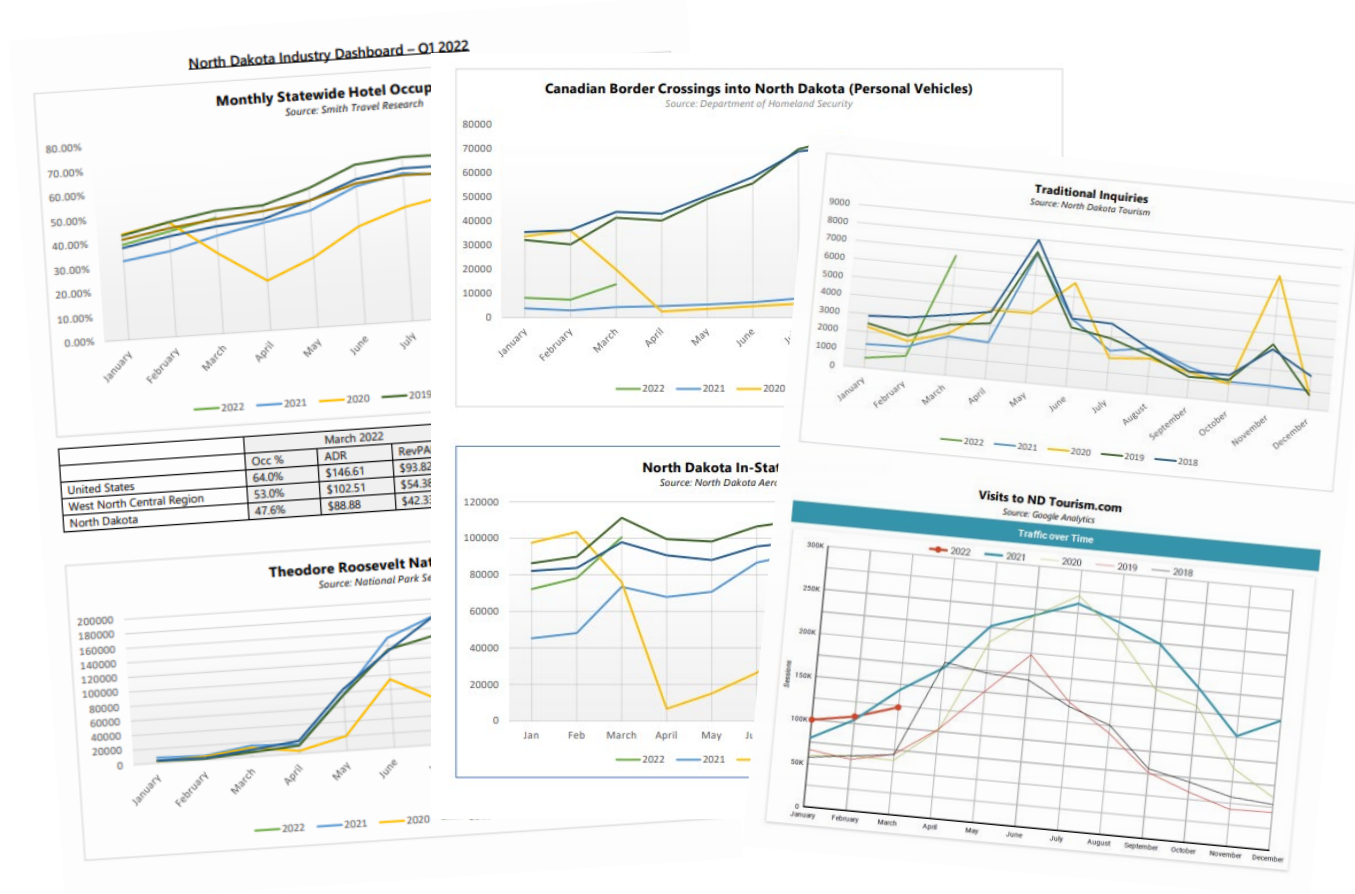 North Dakota Industry Dashboard – Q1 2022
Monthly Statewide Hotel Occup
Source: Smith Travel Research
80.00%
70.00%
60.00%
50.00%
40.00%
30.00%
20.00%
10.00%
0.00%
January
February
March
April
May
June
July
2022
2021
2020
2019
March 2022
Occ %
ADR
RevPA
United States
64.0%
$146.61
$93.82
West North Central Region
53.0%
$102.51
$54.38
North Dakota
47.6%
$88.88
$42.33
Theodore Roosevelt Nat
Source: National Park Se
200000
180000
160000
140000
120000
100000
80000
60000
40000
20000
0
January
February
March
April
May
June
2022
2021
2020
Canadian Border Crossings into North Dakota (Personal Vehicles)
Source: Department of Homeland Security
80000
70000
60000
50000
40000
30000
20000
10000
0
January
February
March
April
May
June
2022
2021
2020
North Dakota In-Stat
Source: North Dakota Aero
120000
100000
80000
60000
40000
20000
0
Jan
Feb
March
April
May
2022
2021
Traditional Inquiries
Source: North Dakota Tourism
9000
8000
7000
6000
5000
4000
3000
2000
1000
0
January
February
March
April
May
June
July
August
September
October
November
December
2022
2021
2020
2019
2018
Visits to ND Tourism.com
Source: Google Analytics
Traffic over Time
2022
2021
2020
2019
2018
300K
250K
200K
150K
100K
50K
0
Sessions
January
February
March
April
May
June
July
August
September
October
November
December